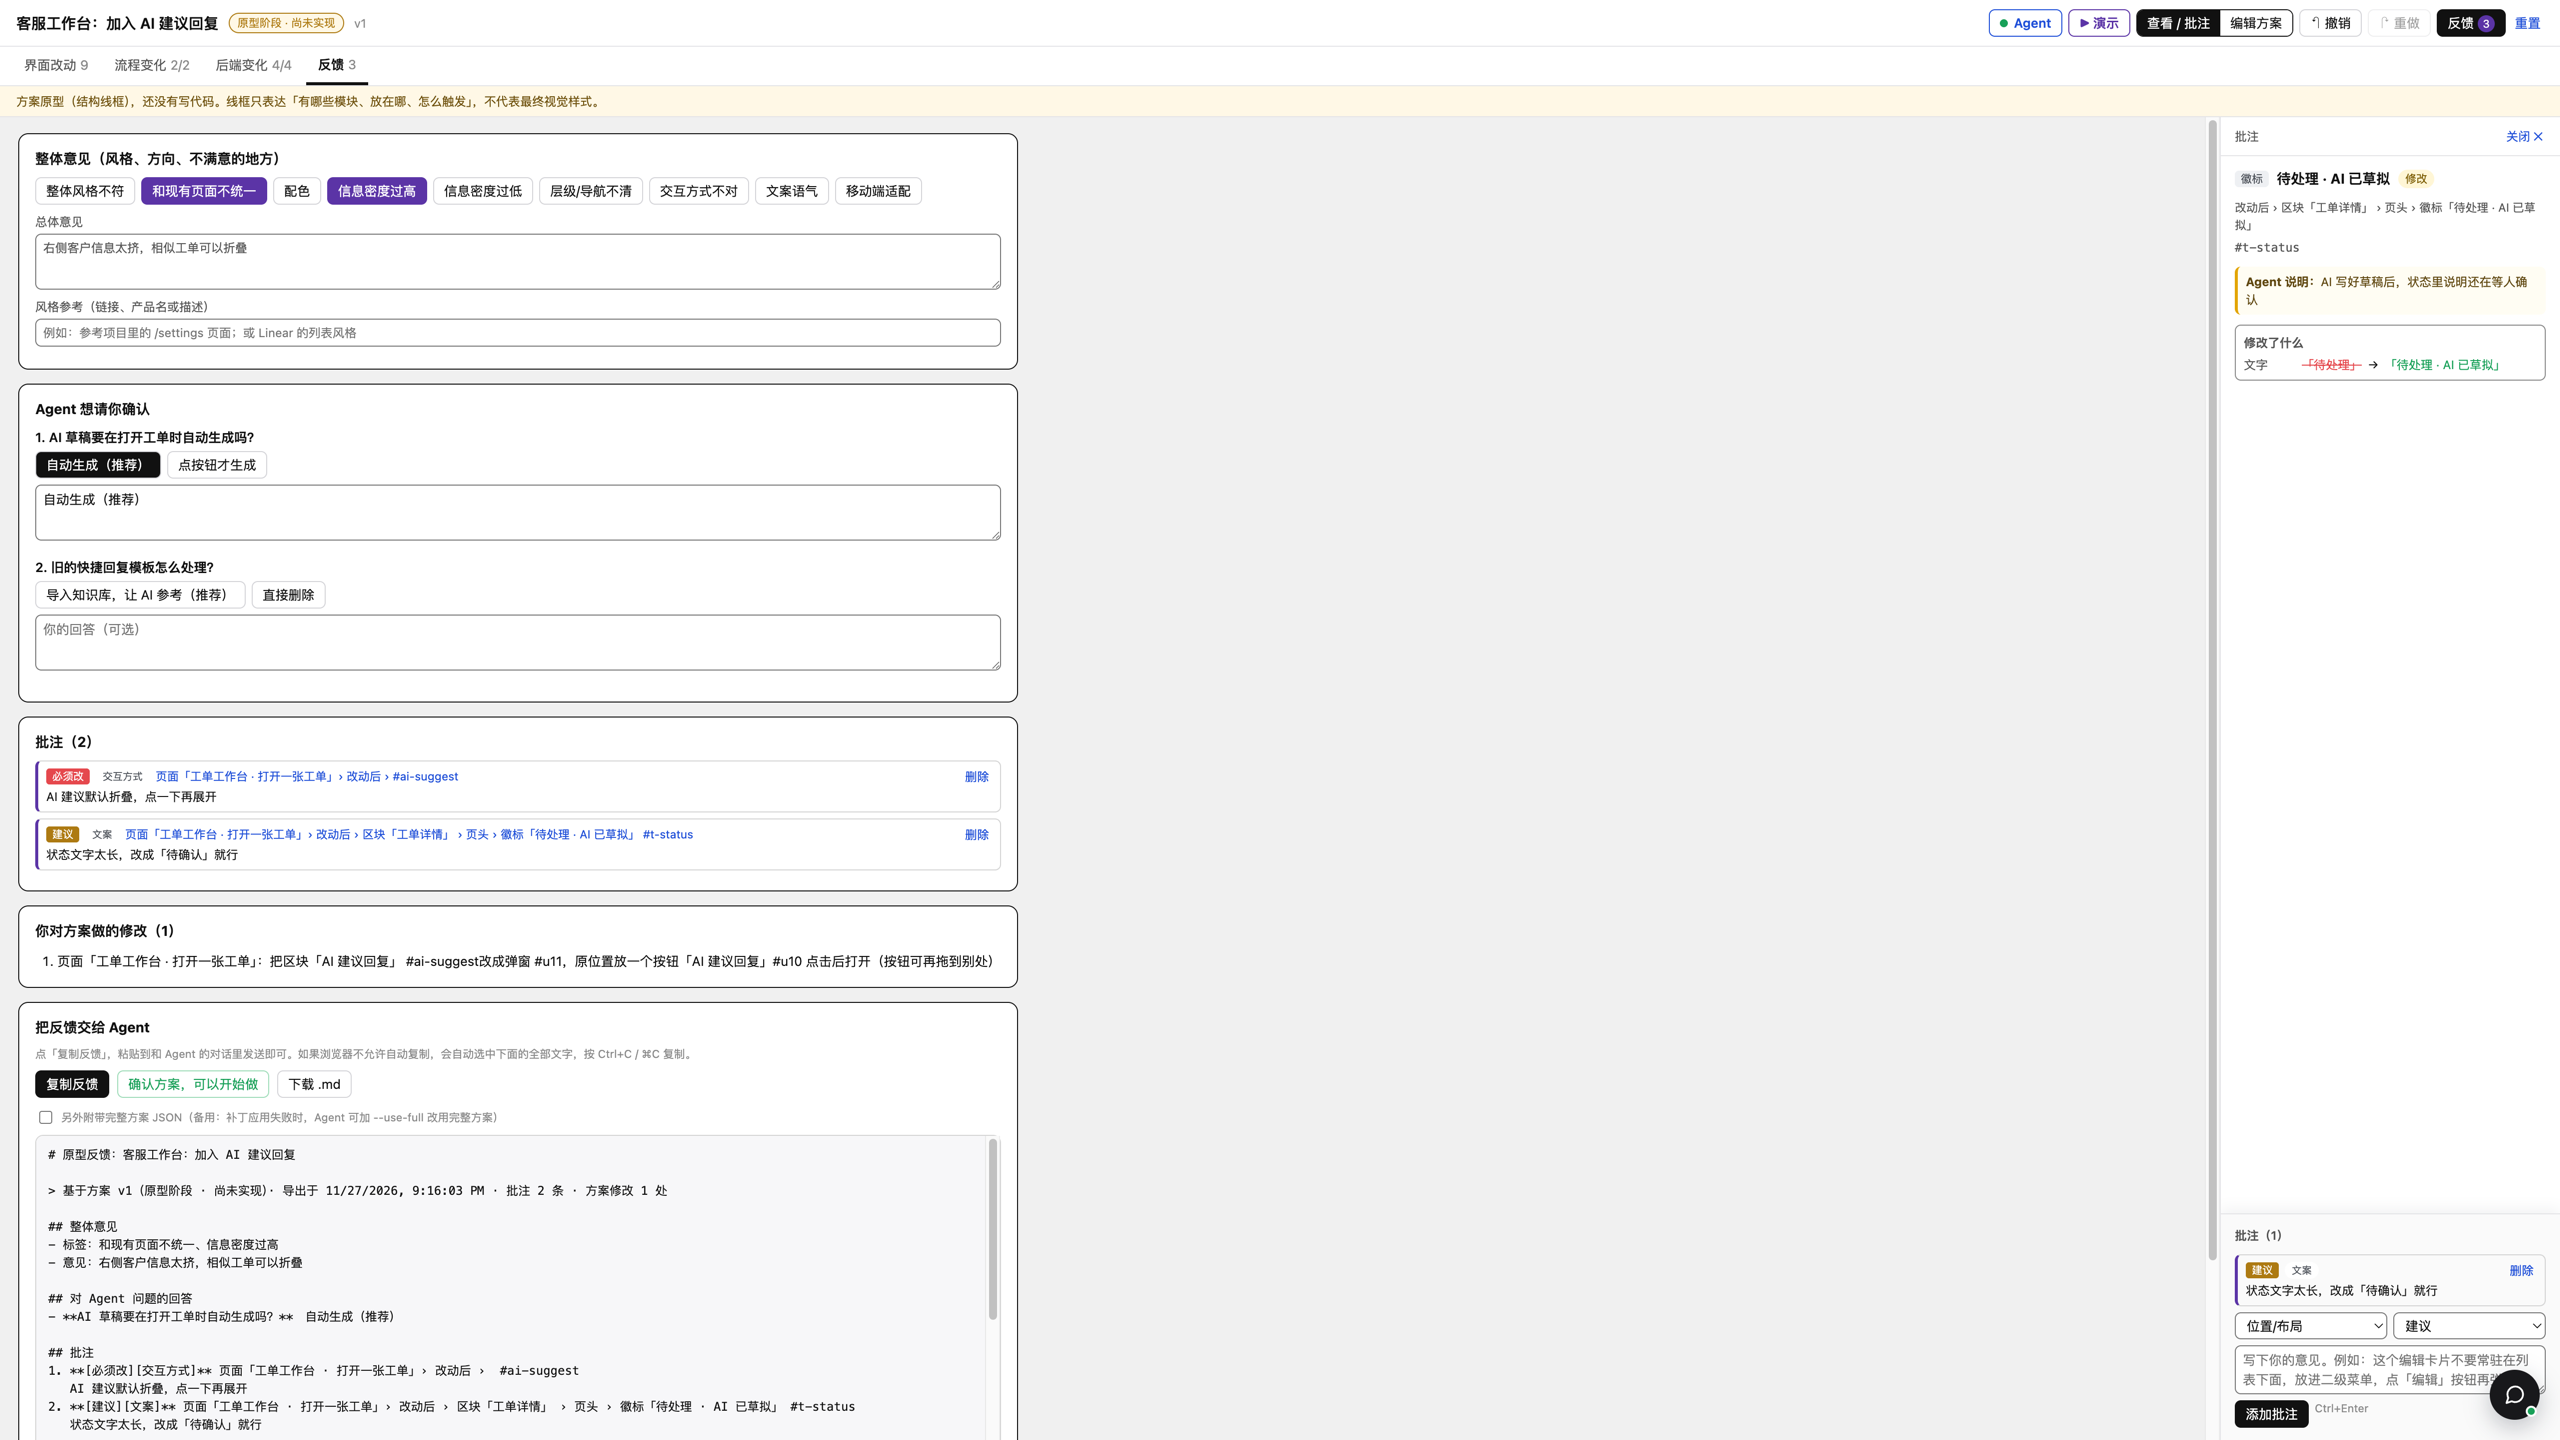 客服工作台：加入 AI 建议回复 原型阶段 · 尚未实现 v1
Agent 演示 查看 / 批注 编辑方案 撤销 重做 反馈 3 重置
界面改动 9 流程变化 2/2 后端变化 4/4 反馈 3
方案原型（结构线框），还没有写代码。线框只表达「有哪些模块、放在哪、怎么触发」，不代表最终视觉样式。
整体意见（风格、方向、不满意的地方）
整体风格不符 和现有页面不统一 配色 信息密度过高 信息密度过低 层级/导航不清 交互方式不对 文案语气 移动端适配
总体意见
右侧客户信息太挤，相似工单可以折叠
风格参考（链接、产品名或描述）
例如：参考项目里的 /settings 页面；或 Linear 的列表风格
Agent 想请你确认
1. AI 草稿要在打开工单时自动生成吗？
自动生成（推荐） 点按钮才生成
自动生成（推荐）
2. 旧的快捷回复模板怎么处理？
导入知识库，让 AI 参考（推荐） 直接删除
你的回答（可选）
批注（2）
必须改 交互方式 页面「工单工作台 · 打开一张工单」 › 改动后 › #ai-suggest 删除
AI 建议默认折叠，点一下再展开
建议 文案 页面「工单工作台 · 打开一张工单」 › 改动后 › 区块「工单详情」 › 页头 › 徽标「待处理 · AI 已草拟」 #t-status 删除
状态文字太长，改成「待确认」就行
你对方案做的修改（1）
1. 页面「工单工作台 · 打开一张工单」：把区块「AI 建议回复」 #ai-suggest改成弹窗 #u11，原位置放一个按钮「AI 建议回复」#u10 点击后打开（按钮可再拖到别处）
把反馈交给 Agent
点「复制反馈」，粘贴到和 Agent 的对话里发送即可。如果浏览器不允许自动复制，会自动选中下面的全部文字，按 Ctrl+C / ⌘C 复制。
复制反馈 确认方案，可以开始做 下载 .md
另外附带完整方案 JSON（备用：补丁应用失败时，Agent 可加 --use-full 改用完整方案）
# 原型反馈：客服工作台：加入 AI 建议回复
> 基于方案 v1（原型阶段 · 尚未实现）· 导出于 11/27/2026, 9:16:03 PM · 批注 2 条 · 方案修改 1 处
## 整体意见
- 标签：和现有页面不统一、信息密度过高
- 意见：右侧客户信息太挤，相似工单可以折叠
## 对 Agent 问题的回答
- **AI 草稿要在打开工单时自动生成吗？** 自动生成（推荐）
## 批注
1. **[必须改][交互方式]** 页面「工单工作台 · 打开一张工单」 › 改动后 › #ai-suggest
AI 建议默认折叠，点一下再展开
2. **[建议][文案]** 页面「工单工作台 · 打开一张工单」 › 改动后 › 区块「工单详情」 › 页头 › 徽标「待处理 · AI 已草拟」 #t-status
状态文字太长，改成「待确认」就行
批注 关闭 ✕
徽标 待处理 · AI 已草拟 修改
改动后 › 区块「工单详情」 › 页头 › 徽标「待处理 · AI 已草
拟」
#t-status
Agent 说明：AI 写好草稿后，状态里说明还在等人确
认
修改了什么
文字 「待处理」 → 「待处理 · AI 已草拟」
批注（1）
建议 文案 删除
状态文字太长，改成「待确认」就行
位置/布局 建议
写下你的意见。例如：这个编辑卡片不要常驻在列
表下面，放进二级菜单，点「编辑」按钮再
添加批注 Ctrl+Enter